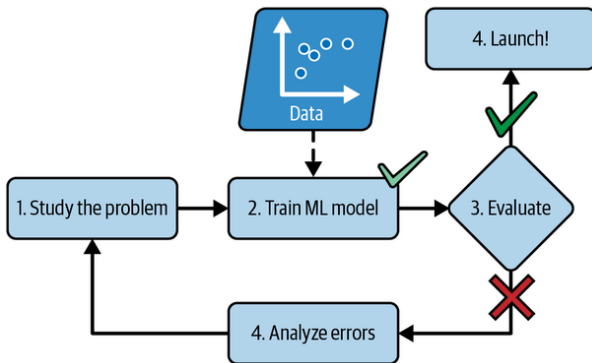 4. Launch!
Data
1. Study the problem
2. Train ML model
3. Evaluate
4. Analyze errors